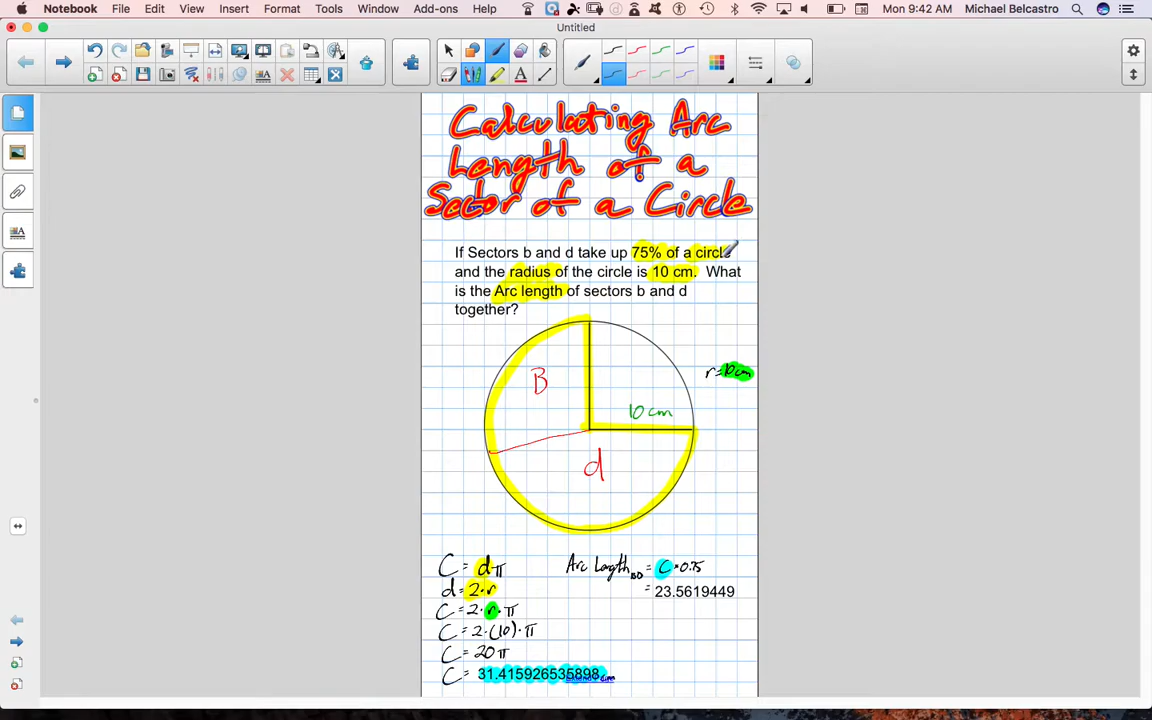 Notebook File Edit View Insert Format Tools Window Add-ons Help Mon 9:42 AM Michael Belcastro
Untitled
Calculating Arc
Length of a
Sector of a Circle
If Sectors b and d take up 75% of a circle
and the radius of the circle is 10 cm. What
is the Arc length of sectors b and d
together?
B
r=10cm
10 cm
d
C = dπ
d = 2·r
C = 2·r·π
C = 2·(10)·π
C = 20π
C = 31.415926535898
Arc Length BD = C·0.75
= 23.5619449